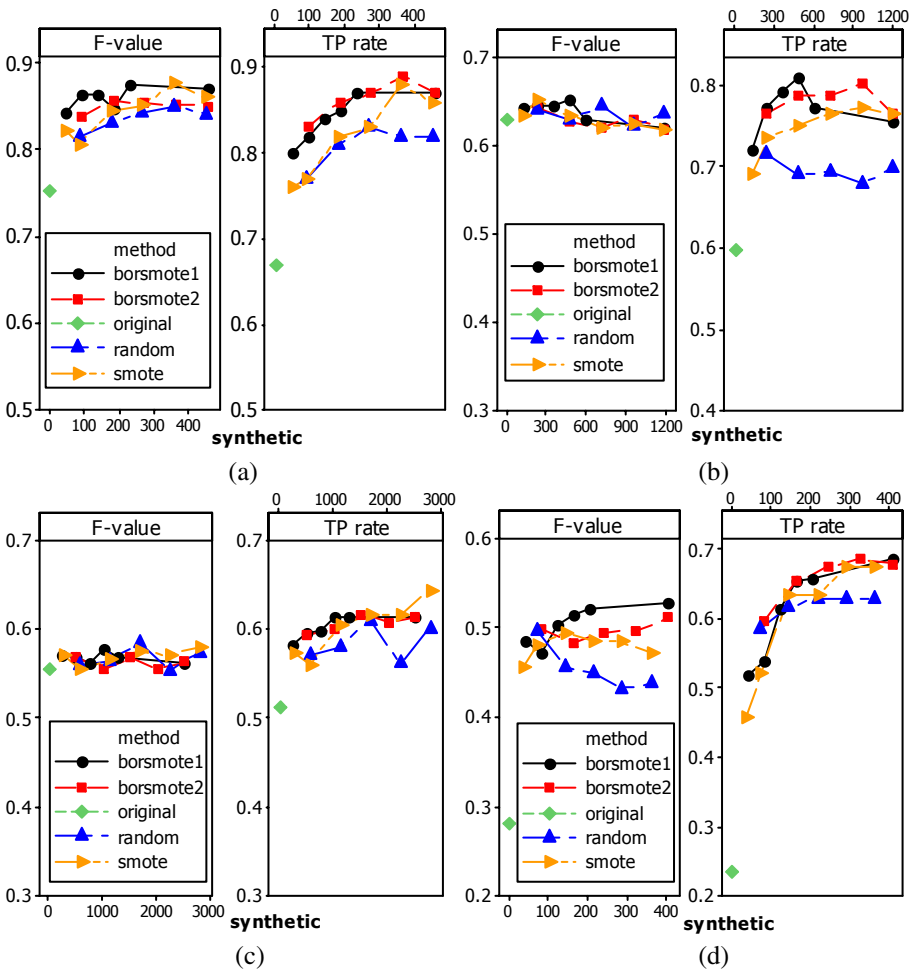 0 200 400
F-value
TP rate
0.9
0.8
0.7
0.6
0.5
method
borsmote1
borsmote2
original
random
smote
0 100 200 300 400
0.9
0.8
0.7
0.6
0.5
synthetic
(a)
0 300 600 900 1200
F-value
TP rate
0.7
0.6
0.5
0.4
0.3
method
borsmote1
borsmote2
original
random
smote
0 300 600 900 1200
0.8
0.7
0.6
0.5
0.4
synthetic
(b)
0 1000 2000 3000
F-value
TP rate
0.7
0.6
0.5
0.4
0.3
method
borsmote1
borsmote2
original
random
smote
0 1000 2000 3000
0.7
0.6
0.5
0.4
0.3
synthetic
(c)
0 100 200 300 400
F-value
TP rate
0.6
0.5
0.4
0.3
0.2
method
borsmote1
borsmote2
original
random
smote
0 100 200 300 400
0.7
0.6
0.5
0.4
0.3
0.2
synthetic
(d)